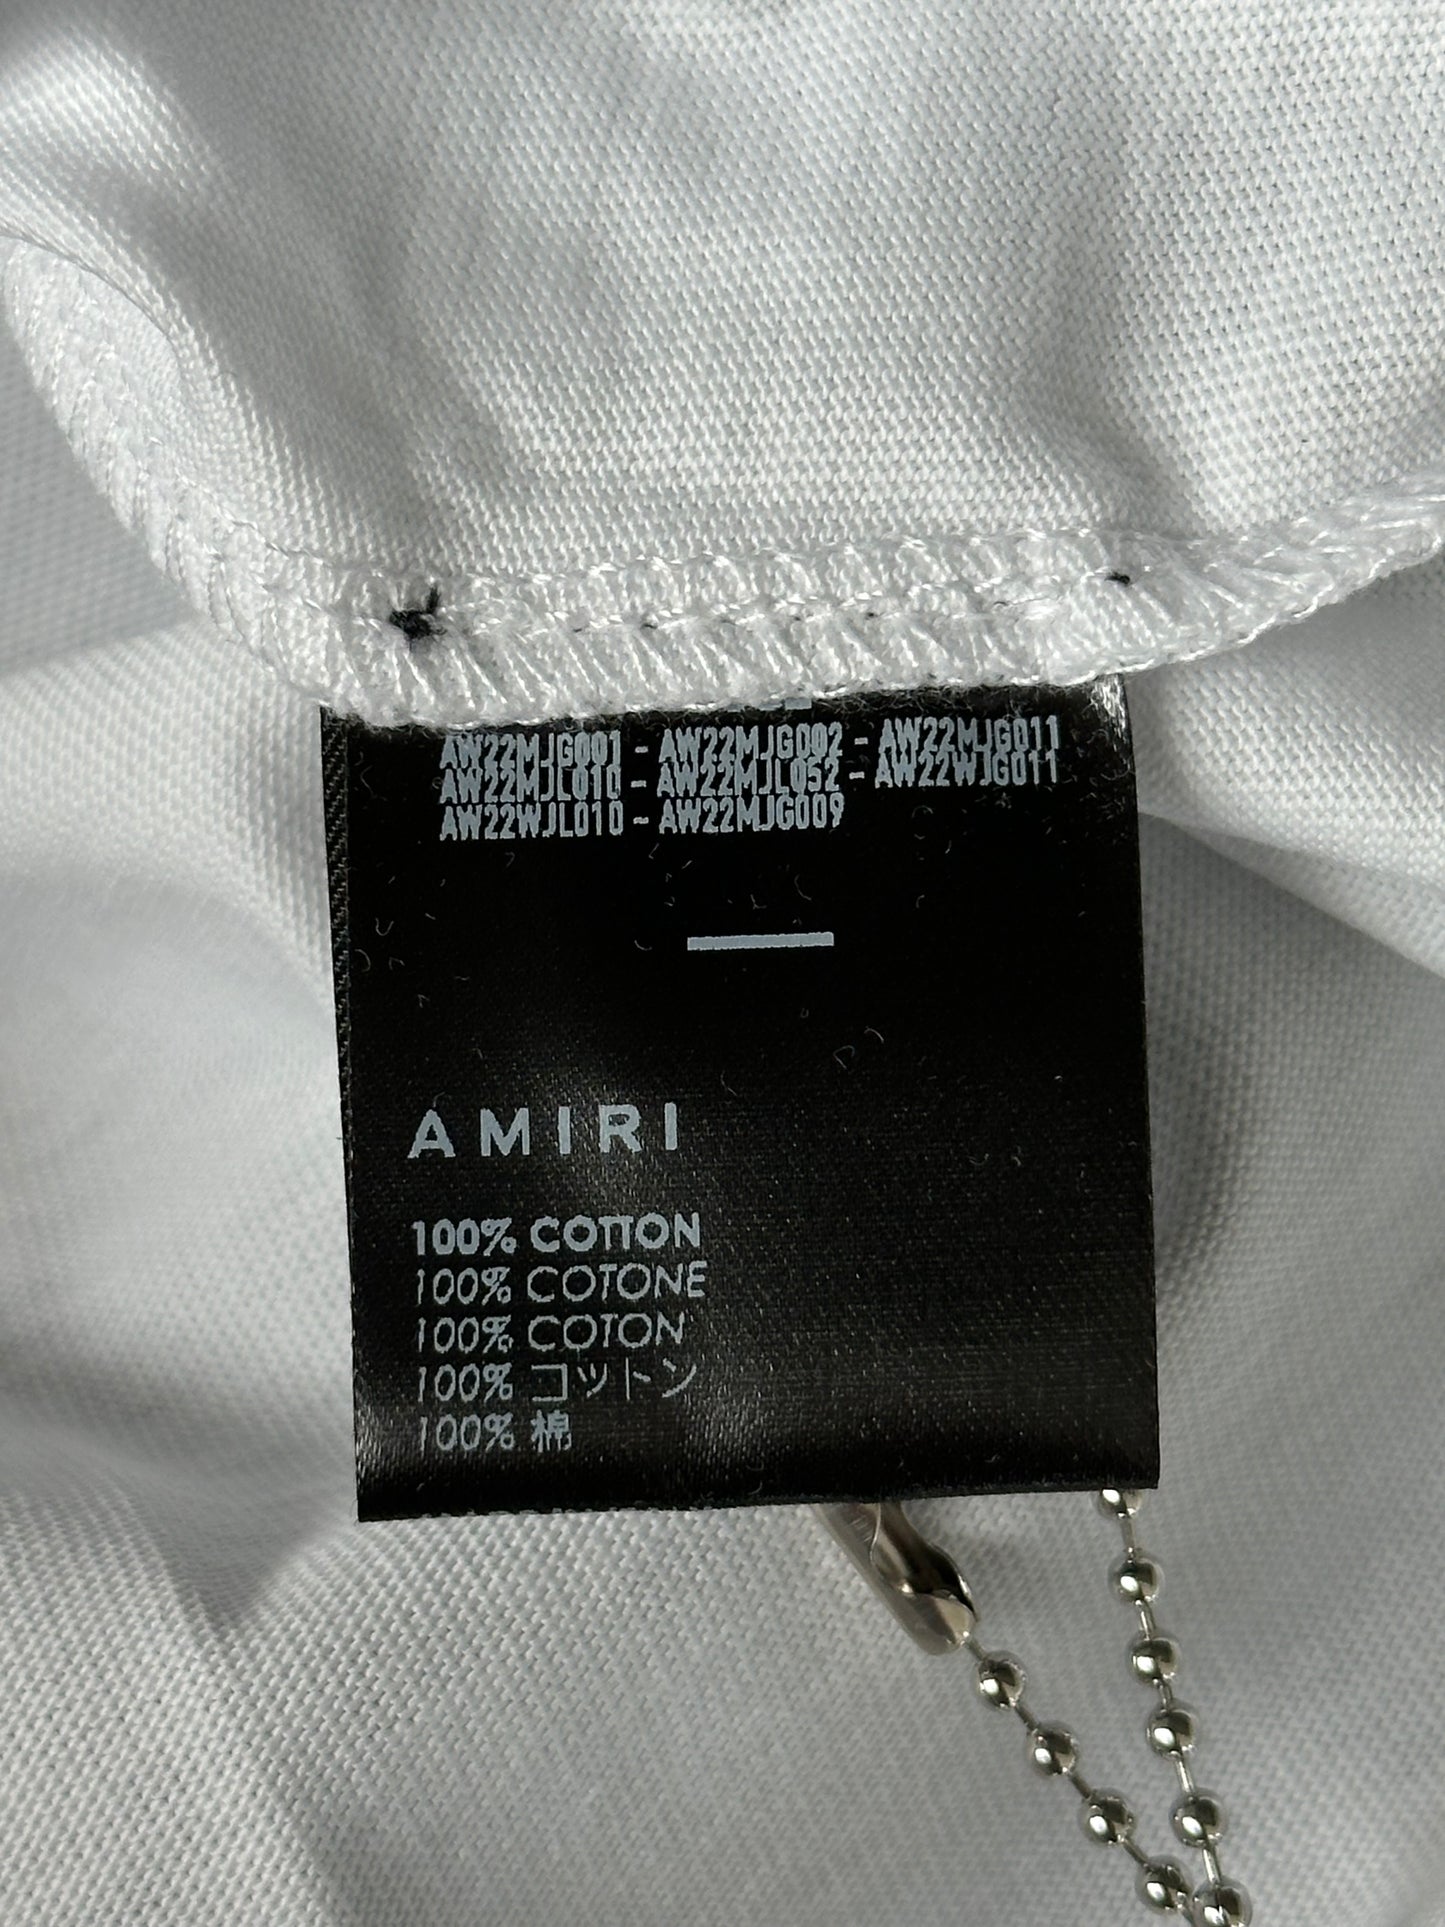 AW22MJG001 - AW22MJG002 - AW22MJG011
AW22MJL010 - AW22MJL052 - AW22WJG011
AW22WJL010 - AW22MJG009
AMIRI
100% COTTON
100% COTONE
100% COTON
100% コットン
100% 棉